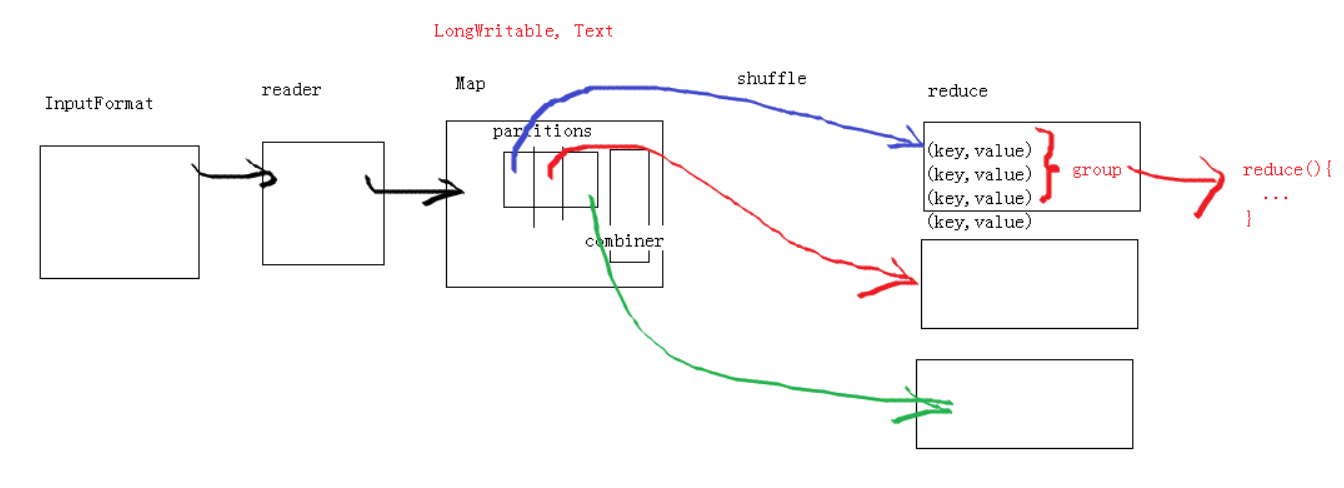 LongWritable, Text
InputFormat
reader
Map
shuffle
reduce
partitions
combiner
(key,value)
(key,value)
(key,value)
(key,value)
group
reduce(){
...
}